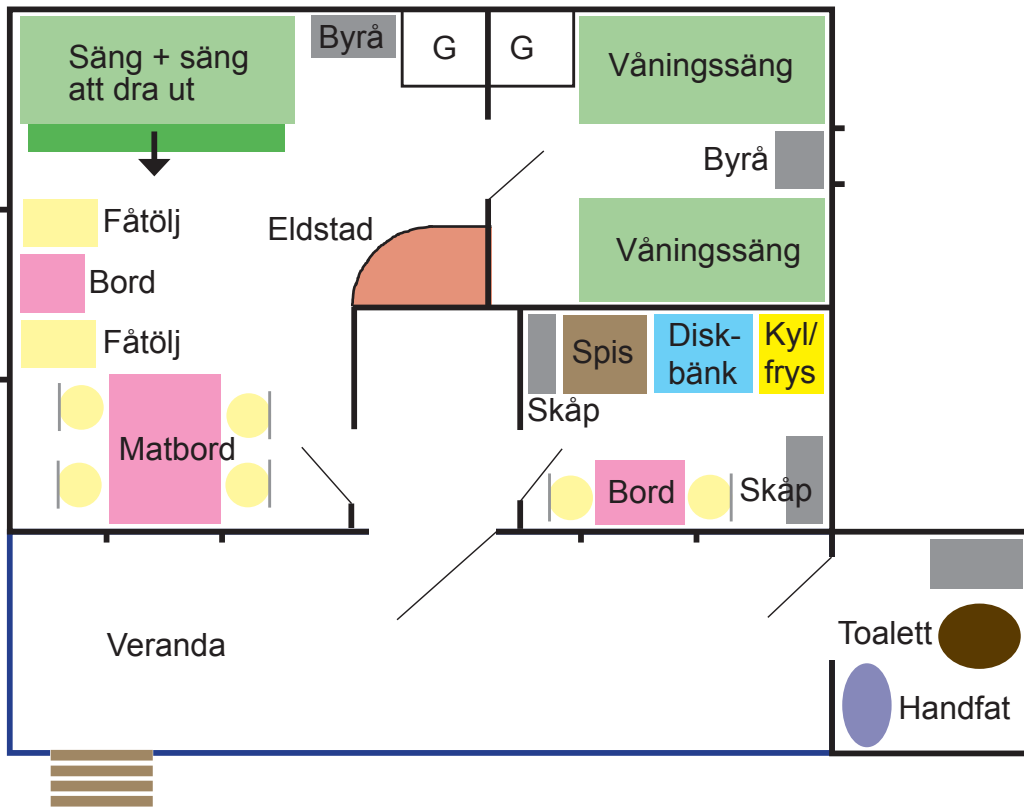 Säng + säng
att dra ut
Byrå
G
G
Våningssäng
Byrå
Fåtölj
Eldstad
Våningssäng
Bord
Fåtölj
Spis
Disk-
bänk
Kyl/
frys
Skåp
Matbord
Bord
Skåp
Veranda
Toalett
Handfat